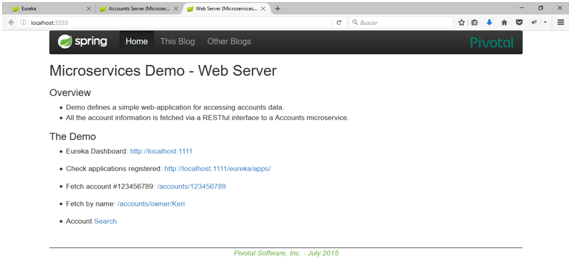 Eureka
Accounts Server (Microser...
Web Server (Microservices...
localhost:3333
Buscar
spring
Home
This Blog
Other Blogs
Pivotal
Microservices Demo - Web Server
Overview
Demo defines a simple web-application for accessing accounts data.
All the account information is fetched via a RESTful interface to a Accounts microservice.
The Demo
Eureka Dashboard: http://localhost:1111
Check applications registered: http://localhost:1111/eureka/apps/
Fetch account #123456789: /accounts/123456789
Fetch by name: /accounts/owner/Keri
Account Search
Pivotal Software, Inc. - July 2015